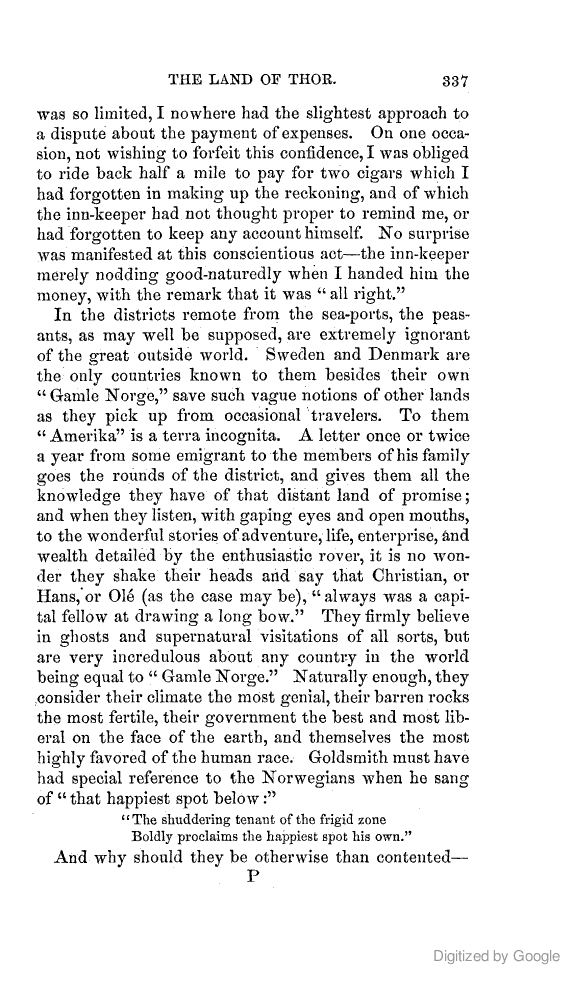 THE LAND OF THOR. 337
was so limited, I nowhere had the slightest approach to
a dispute about the payment of expenses. On one occa-
sion, not wishing to forfeit this confidence, I was obliged
to ride back half a mile to pay for two cigars which I
had forgotten in making up the reckoning, and of which
the inn-keeper had not thought proper to remind me, or
had forgotten to keep any account himself. No surprise
was manifested at this conscientious act—the inn-keeper
merely nodding good-naturedly when I handed him the
money, with the remark that it was “all right.”
In the districts remote from the sea-ports, the peas-
ants, as may well be supposed, are extremely ignorant
of the great outside world. Sweden and Denmark are
the only countries known to them besides their own
“Gamle Norge,” save such vague notions of other lands
as they pick up from occasional travelers. To them
“Amerika” is a terra incognita. A letter once or twice
a year from some emigrant to the members of his family
goes the rounds of the district, and gives them all the
knowledge they have of that distant land of promise;
and when they listen, with gaping eyes and open mouths,
to the wonderful stories of adventure, life, enterprise, and
wealth detailed by the enthusiastic rover, it is no won-
der they shake their heads and say that Christian, or
Hans, or Olé (as the case may be), “always was a capi-
tal fellow at drawing a long bow.” They firmly believe
in ghosts and supernatural visitations of all sorts, but
are very incredulous about any country in the world
being equal to “Gamle Norge.” Naturally enough, they
consider their climate the most genial, their barren rocks
the most fertile, their government the best and most lib-
eral on the face of the earth, and themselves the most
highly favored of the human race. Goldsmith must have
had special reference to the Norwegians when he sang
of “that happiest spot below:”
“The shuddering tenant of the frigid zone
Boldly proclaims the happiest spot his own.”
And why should they be otherwise than contented—
P
Digitized by Google